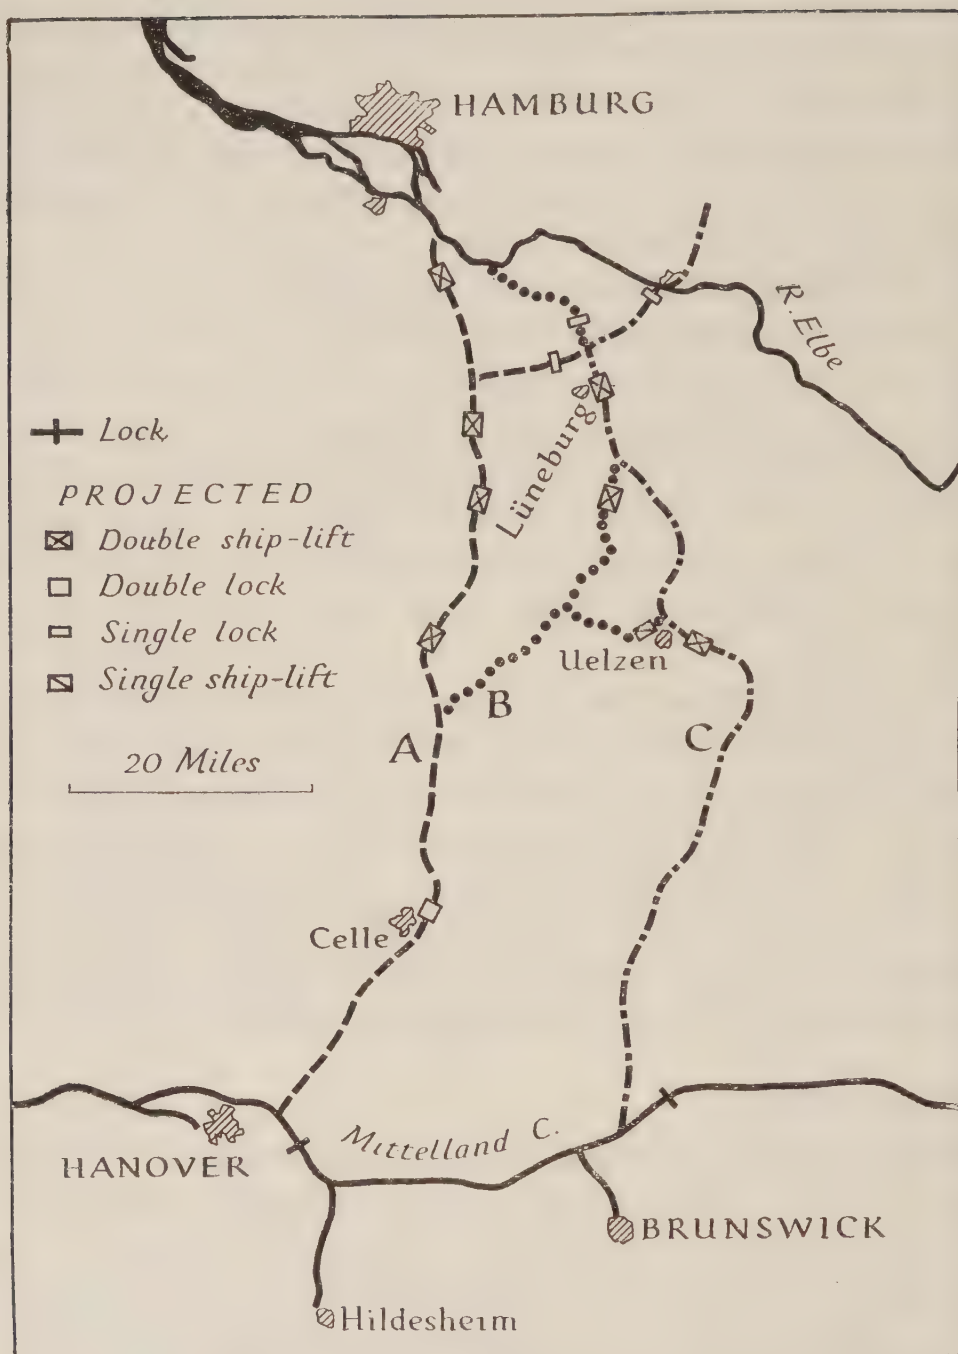 HAMBURG
R. Elbe
Lock
PROJECTED
Double ship-lift
Double lock
Single lock
Single ship-lift
20 Miles
Lüneburg
Uelzen
A
B
C
Celle
HANOVER
Mittelland C.
BRUNSWICK
Hildesheim